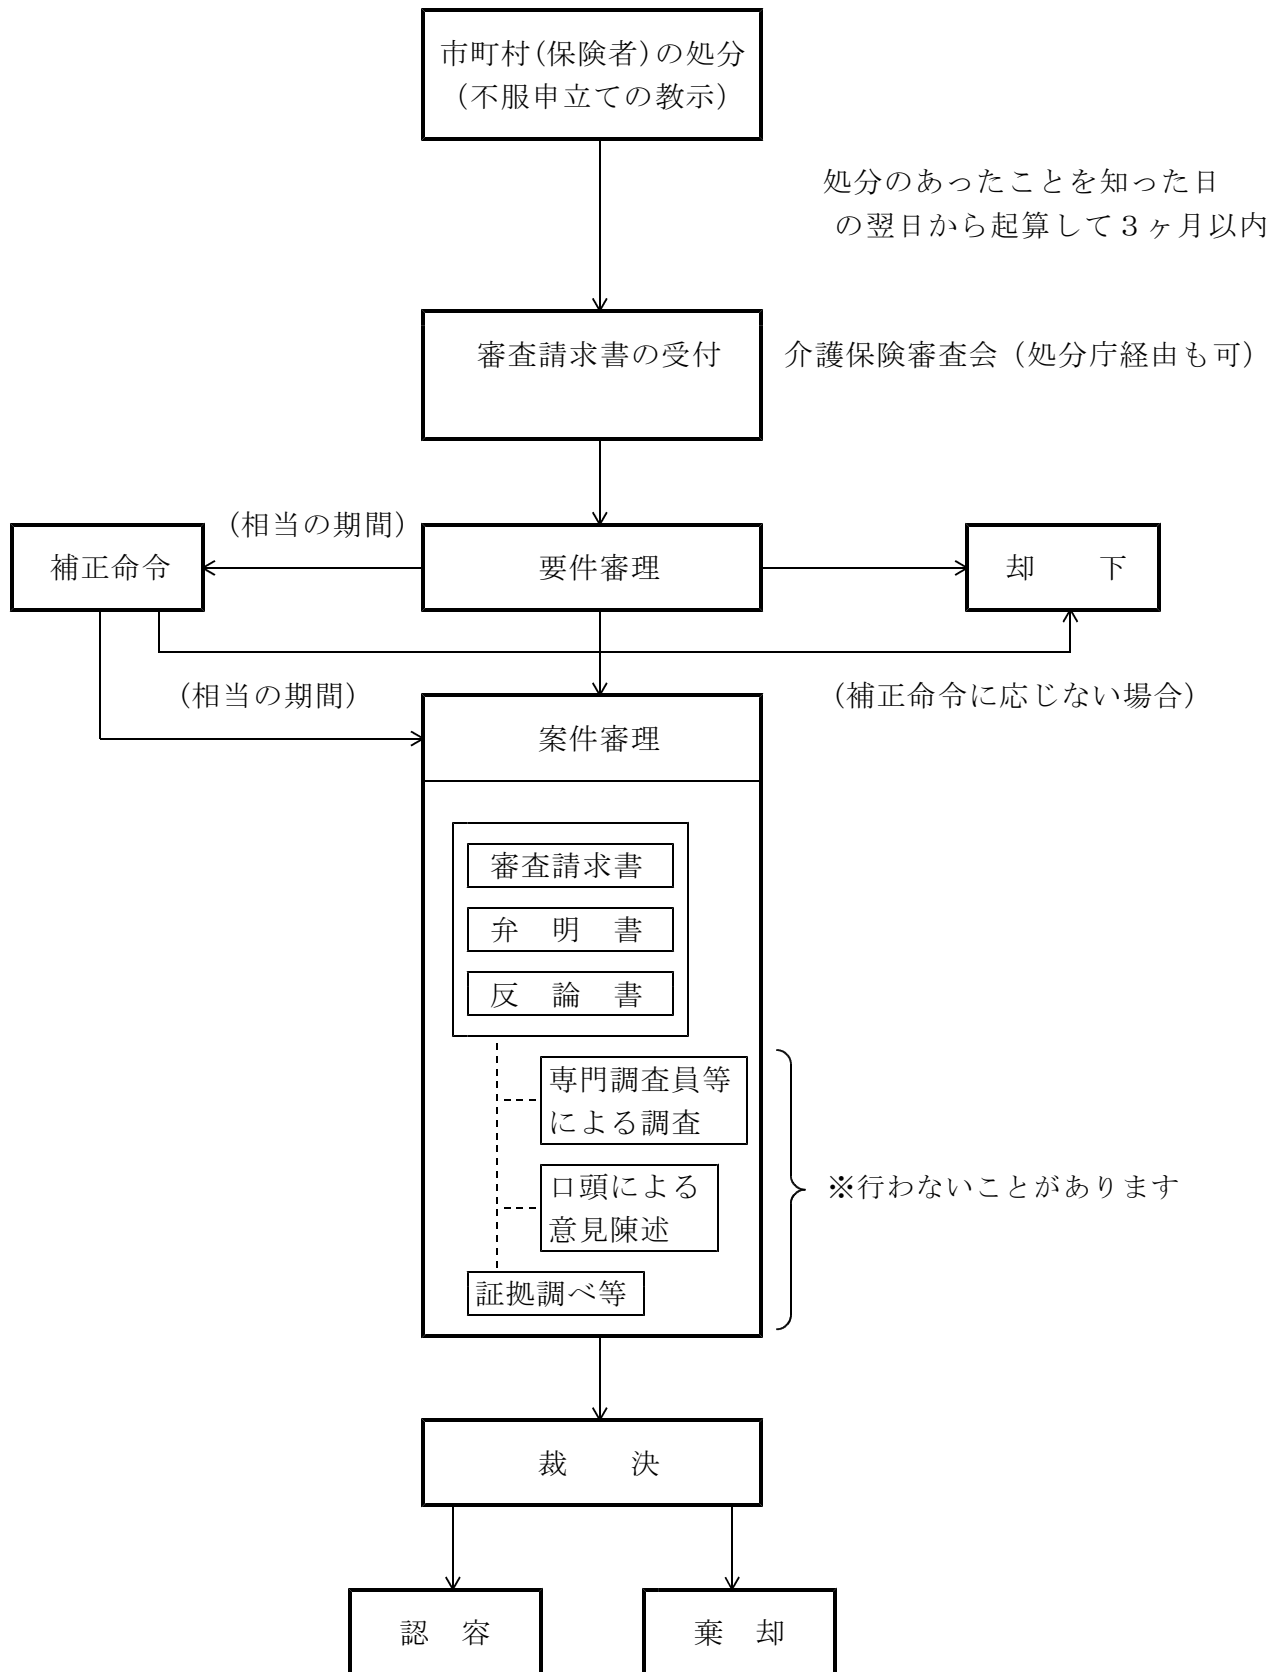 市町村(保険者)の処分
(不服申立ての教示)
処分のあったことを知った日
の翌日から起算して３ヶ月以内
審査請求書の受付
介護保険審査会（処分庁経由も可）
(相当の期間)
補正命令
要件審理
却　　下
(相当の期間)
(補正命令に応じない場合)
案件審理
審査請求書
弁　明　書
反　論　書
専門調査員等
による調査
口頭による
意見陳述
※行わないことがあります
証拠調べ等
裁　　決
認　容
棄　却